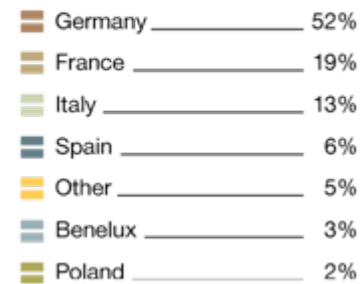 Germany 52%
France 19%
Italy 13%
Spain 6%
Other 5%
Benelux 3%
Poland 2%